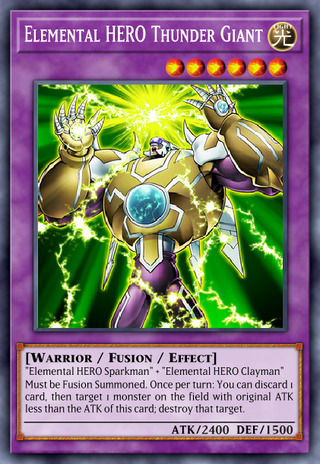 Elemental HERO Thunder Giant
LIGHT
光
[Warrior / Fusion / Effect]
"Elemental HERO Sparkman" + "Elemental HERO Clayman"
Must be Fusion Summoned. Once per turn: You can discard 1
card, then target 1 monster on the field with original ATK
less than the ATK of this card; destroy that target.
ATK/2400 DEF/1500